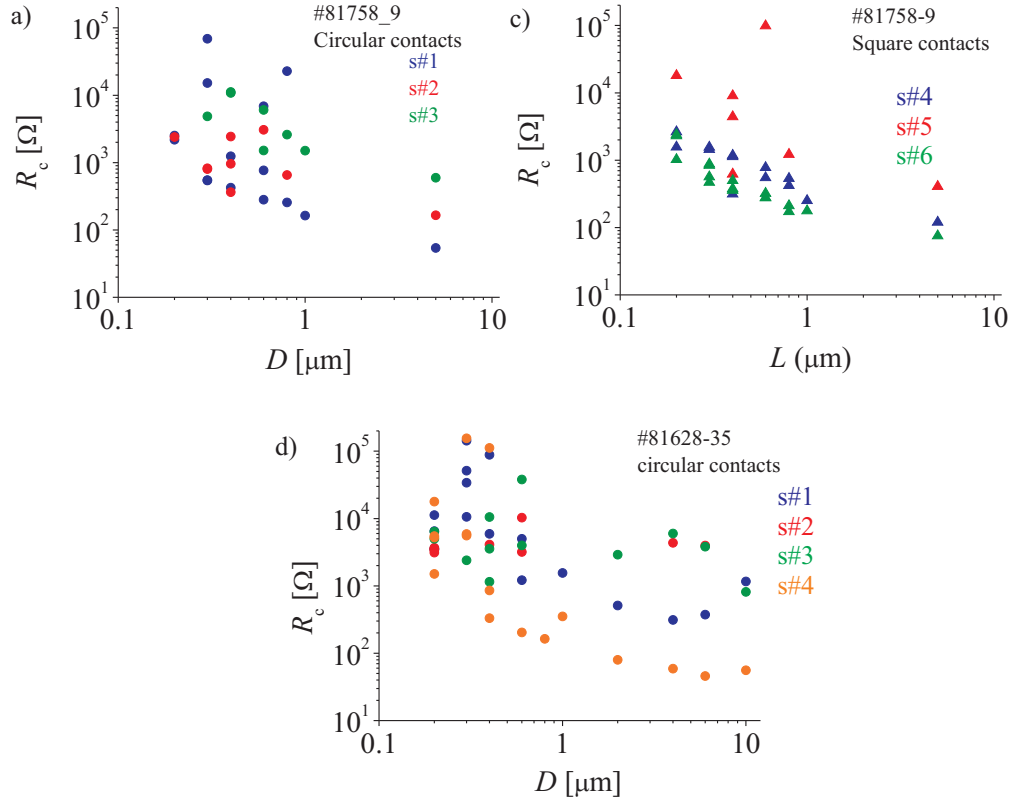 a)
#81758_9
Circular contacts
s#1
s#2
s#3
10^5
10^4
10^3
10^2
10^1
R_c [Ω]
0.1
1
10
D [μm]
c)
#81758-9
Square contacts
s#4
s#5
s#6
10^5
10^4
10^3
10^2
10^1
R_c [Ω]
0.1
1
10
L (μm)
d)
#81628-35
circular contacts
s#1
s#2
s#3
s#4
10^5
10^4
10^3
10^2
10^1
R_c [Ω]
0.1
1
10
D [μm]